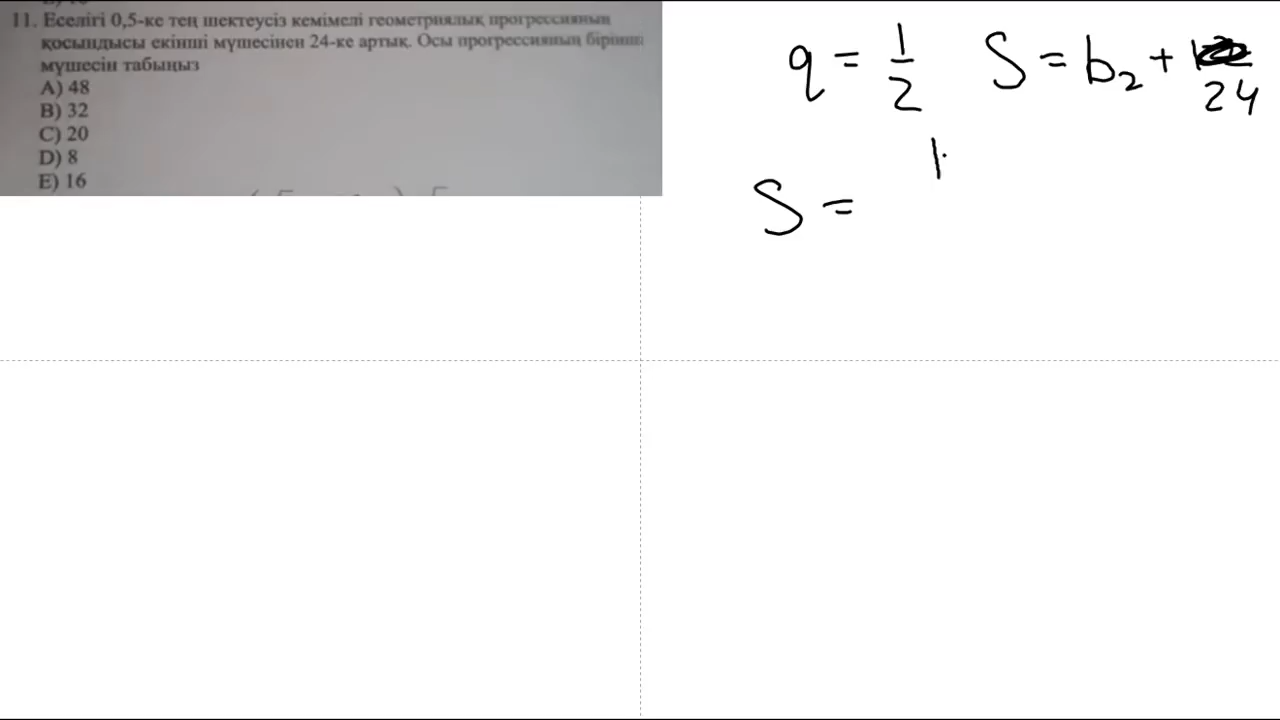 11. Еселігі 0,5-ке тең шектеусіз кемімелі геометриялық прогрессияның
қосындысы екінші мүшесінен 24-ке артық. Осы прогрессияның бірінші
мүшесін табыңыз
A) 48
B) 32
C) 20
D) 8
E) 16
q = 1/2 S = b₂ + 24
S =